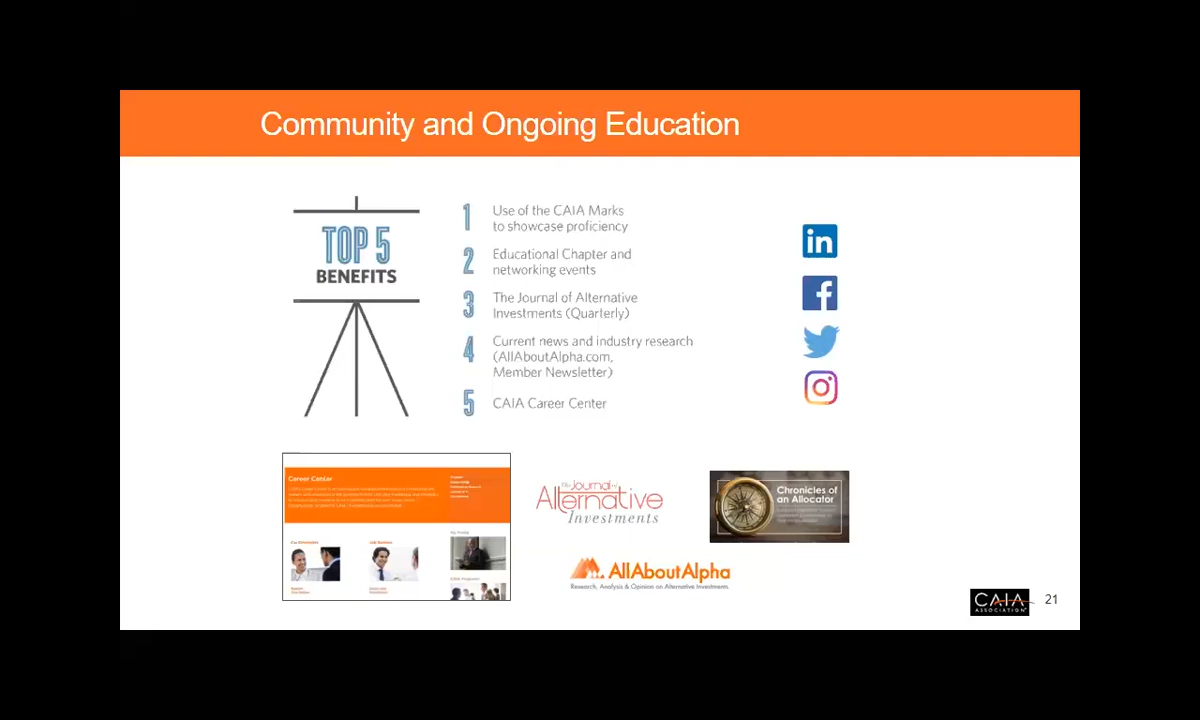 Community and Ongoing Education
TOP 5
BENEFITS
1
Use of the CAIA Marks
to showcase proficiency
2
Educational Chapter and
networking events
3
The Journal of Alternative
Investments (Quarterly)
4
Current news and industry research
(AllAboutAlpha.com,
Member Newsletter)
5
CAIA Career Center
in
f
Career Center
The Journal of
Alternative
Investments
Chronicles of
an Allocator
AllAboutAlpha
Research, Analysis & Opinion on Alternative Investments.
CAIA
ASSOCIATION
21